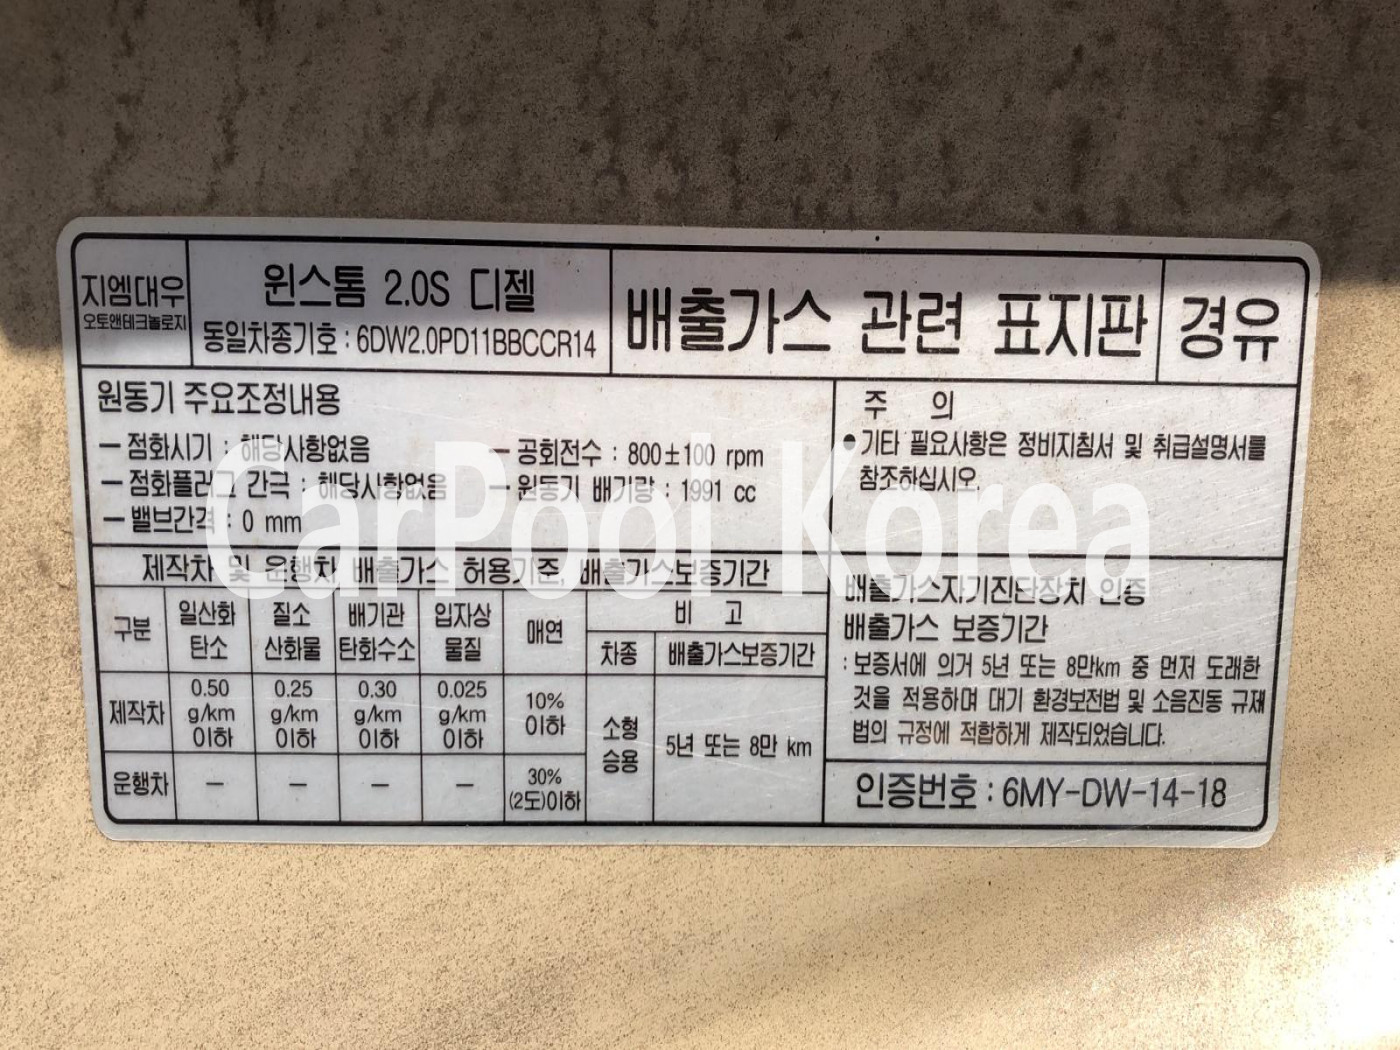 지엠대우
오토앤테크놀로지
윈스톰 2.0S 디젤
동일차종기호 : 6DW2.0PD11BBCCR14
배출가스 관련 표지판
경유
원동기 주요조정내용
– 점화시기 : 해당사항없음
– 점화플러그 간극 : 해당사항없음
– 밸브간격 : 0 mm
– 공회전수 : 800±100 rpm
– 원동기 배기량 : 1991 cc
주 의
• 기타 필요사항은 정비지침서 및 취급설명서를
참조하십시오.
제작차 및 운행차 배출가스 허용기준, 배출가스보증기간
구분 일산화탄소 질소산화물 배기관탄화수소 입자상물질 매연 비 고
차종 배출가스보증기간
제작차 0.50 g/km 이하 0.25 g/km 이하 0.30 g/km 이하 0.025 g/km 이하 10% 이하 소형승용 5년 또는 8만 km
운행차 – – – – 30% (2도)이하
배출가스자기진단장치 인증
배출가스 보증기간
: 보증서에 의거 5년 또는 8만km 중 먼저 도래한
것을 적용하며 대기 환경보전법 및 소음진동 규제
법의 규정에 적합하게 제작되었습니다.
인증번호 : 6MY-DW-14-18
CarPool Korea